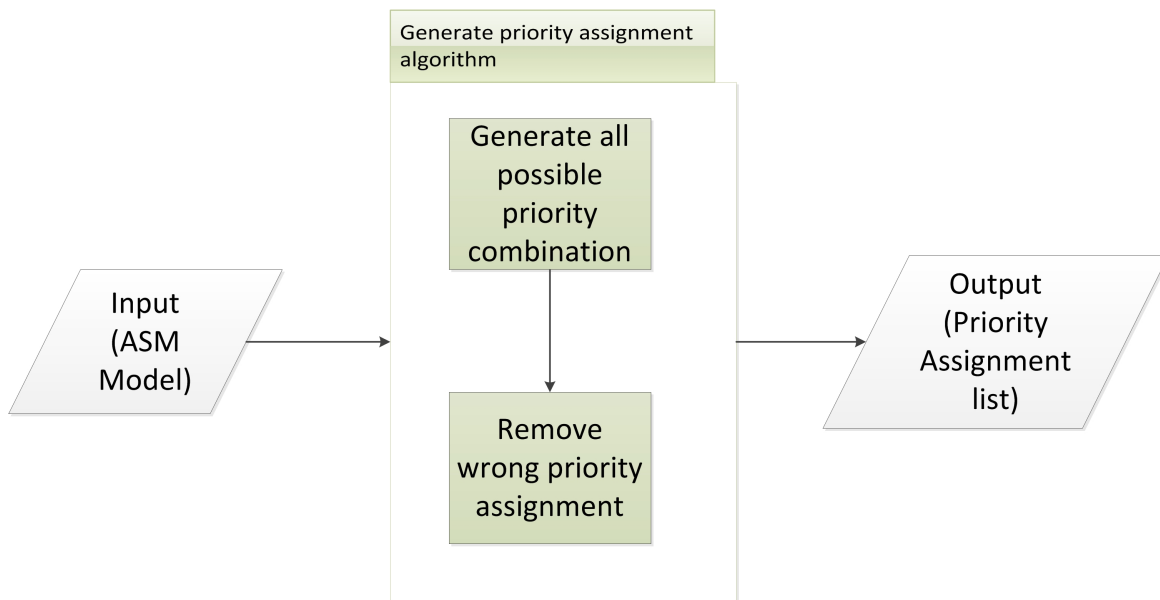 Generate priority assignment
algorithm
Generate all
possible
priority
combination
Input
(ASM
Model)
Output
(Priority
Assignment
list)
Remove
wrong priority
assignment